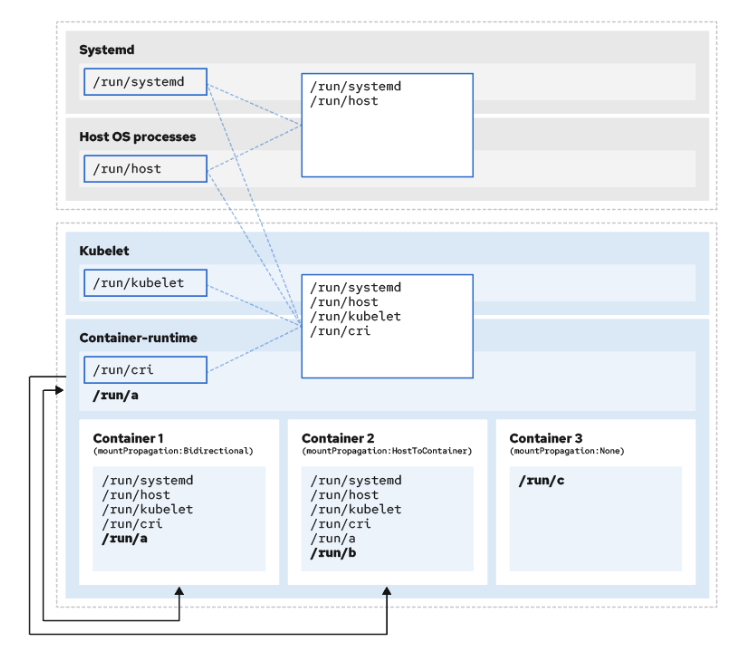 Systemd
/run/systemd
/run/systemd
/run/host
Host OS processes
/run/host
Kubelet
/run/kubelet
/run/systemd
/run/host
/run/kubelet
/run/cri
Container-runtime
/run/cri
/run/a
Container 1
(mountPropagation:Bidirectional)
/run/systemd
/run/host
/run/kubelet
/run/cri
/run/a
Container 2
(mountPropagation:HostToContainer)
/run/systemd
/run/host
/run/kubelet
/run/cri
/run/a
/run/b
Container 3
(mountPropagation:None)
/run/c